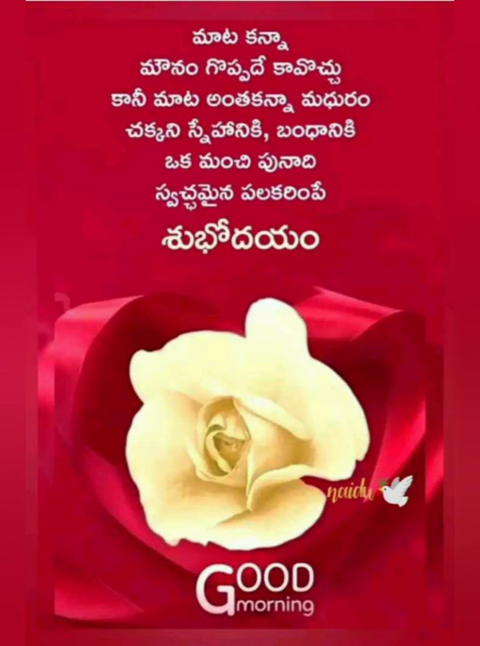 మాట కన్నా
మౌనం గొప్పదే కావొచ్చు
కానీ మాట అంతకన్నా మధురం
చక్కని స్నేహానికి, బంధానికి
ఒక మంచి పునాది
స్వచ్ఛమైన పలకరింపే
శుభోదయం
naidu
GOOD
morning